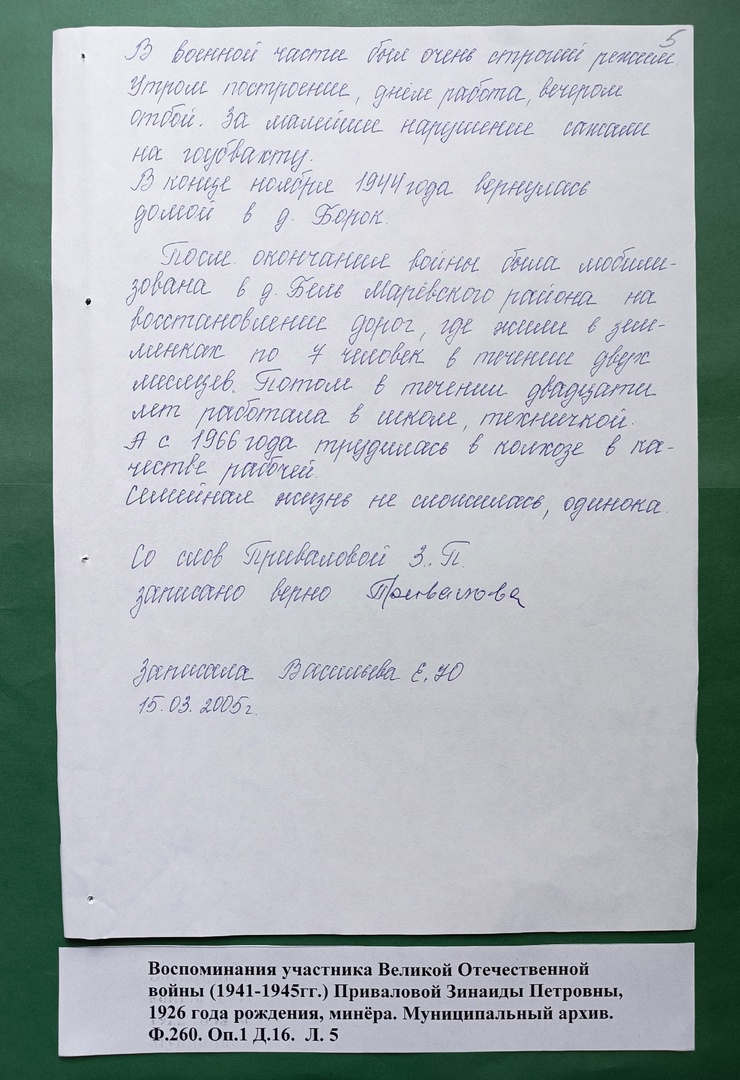 5
В военной части был очень строгий режим.
Утром построение, днём работа, вечером
отбой. За малейшие нарушение сажали
на гоубвахту.
В конце ноября 1944 года вернулась
домой в д. Борок.
После окончания войны была мобили-
зована в д. Бель Марёвского района на
восстановление дорог, где жили в зем-
линках по 7 человек в течении двух
месяцев. Потом в течении двадцати
лет работала в школе, техничкой.
А с 1966 года трудилась в колхозе в ка-
честве рабочей.
Семейная жизнь не сложилась, одинока.
Со слов Приваловой З. П.
записано верно Привалова
Записала Васильева Е. Ю
15.03.2005г.
Воспоминания участника Великой Отечественной
войны (1941-1945гг.) Приваловой Зинаиды Петровны,
1926 года рождения, минёра. Муниципальный архив.
Ф.260. Оп.1 Д.16. Л. 5